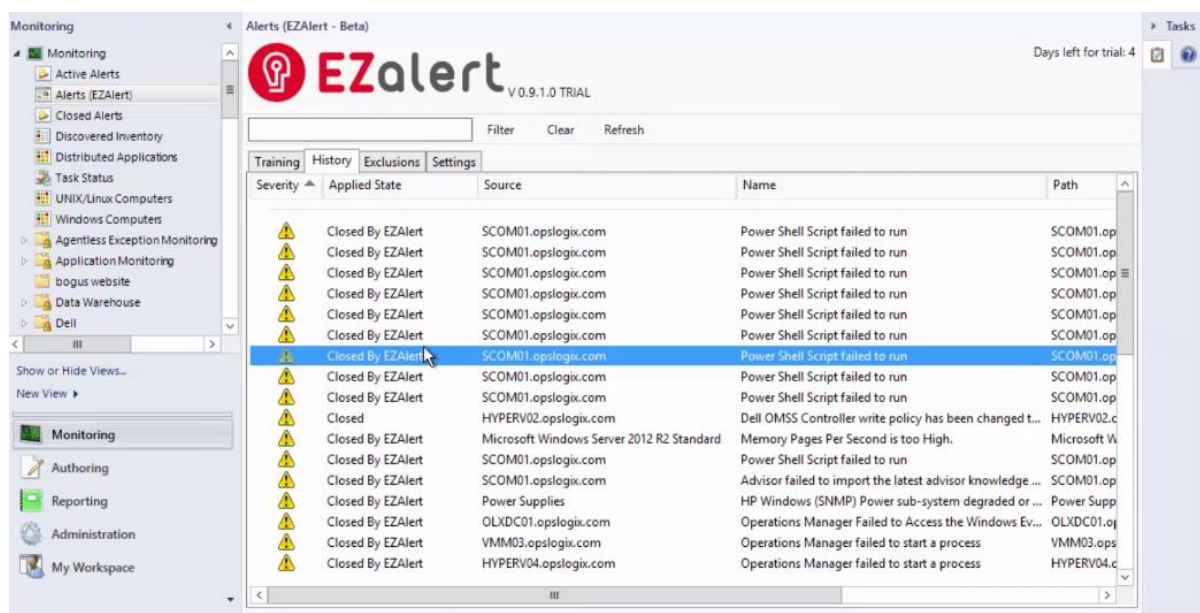 Monitoring
Monitoring
Active Alerts
Alerts (EZAlert)
Closed Alerts
Discovered Inventory
Distributed Applications
Task Status
UNIX/Linux Computers
Windows Computers
Agentless Exception Monitoring
Application Monitoring
bogus website
Data Warehouse
Dell
Show or Hide Views...
New View
Monitoring
Authoring
Reporting
Administration
My Workspace
Alerts (EZAlert - Beta)
EZalert V 0.9.1.0 TRIAL
Days left for trial: 4
Filter Clear Refresh
Training History Exclusions Settings
Severity Applied State Source Name Path
Closed By EZAlert SCOM01.opslogix.com Power Shell Script failed to run SCOM01.op
Closed By EZAlert SCOM01.opslogix.com Power Shell Script failed to run SCOM01.op
Closed By EZAlert SCOM01.opslogix.com Power Shell Script failed to run SCOM01.op
Closed By EZAlert SCOM01.opslogix.com Power Shell Script failed to run SCOM01.op
Closed By EZAlert SCOM01.opslogix.com Power Shell Script failed to run SCOM01.op
Closed By EZAlert SCOM01.opslogix.com Power Shell Script failed to run SCOM01.op
Closed By EZAlert SCOM01.opslogix.com Power Shell Script failed to run SCOM01.op
Closed By EZAlert SCOM01.opslogix.com Power Shell Script failed to run SCOM01.op
Closed By EZAlert SCOM01.opslogix.com Power Shell Script failed to run SCOM01.op
Closed HYPERV02.opslogix.com Dell OMSS Controller write policy has been changed t... HYPERV02.c
Closed By EZAlert Microsoft Windows Server 2012 R2 Standard Memory Pages Per Second is too High. Microsoft W
Closed By EZAlert SCOM01.opslogix.com Power Shell Script failed to run SCOM01.op
Closed By EZAlert SCOM01.opslogix.com Advisor failed to import the latest advisor knowledge ... SCOM01.op
Closed By EZAlert Power Supplies HP Windows (SNMP) Power sub-system degraded or ... Power Supp
Closed By EZAlert OLXDC01.opslogix.com Operations Manager Failed to Access the Windows Ev... OLXDC01.op
Closed By EZAlert VMM03.opslogix.com Operations Manager failed to start a process VMM03.ops
Closed By EZAlert HYPERV04.opslogix.com Operations Manager failed to start a process HYPERV04.c
Tasks